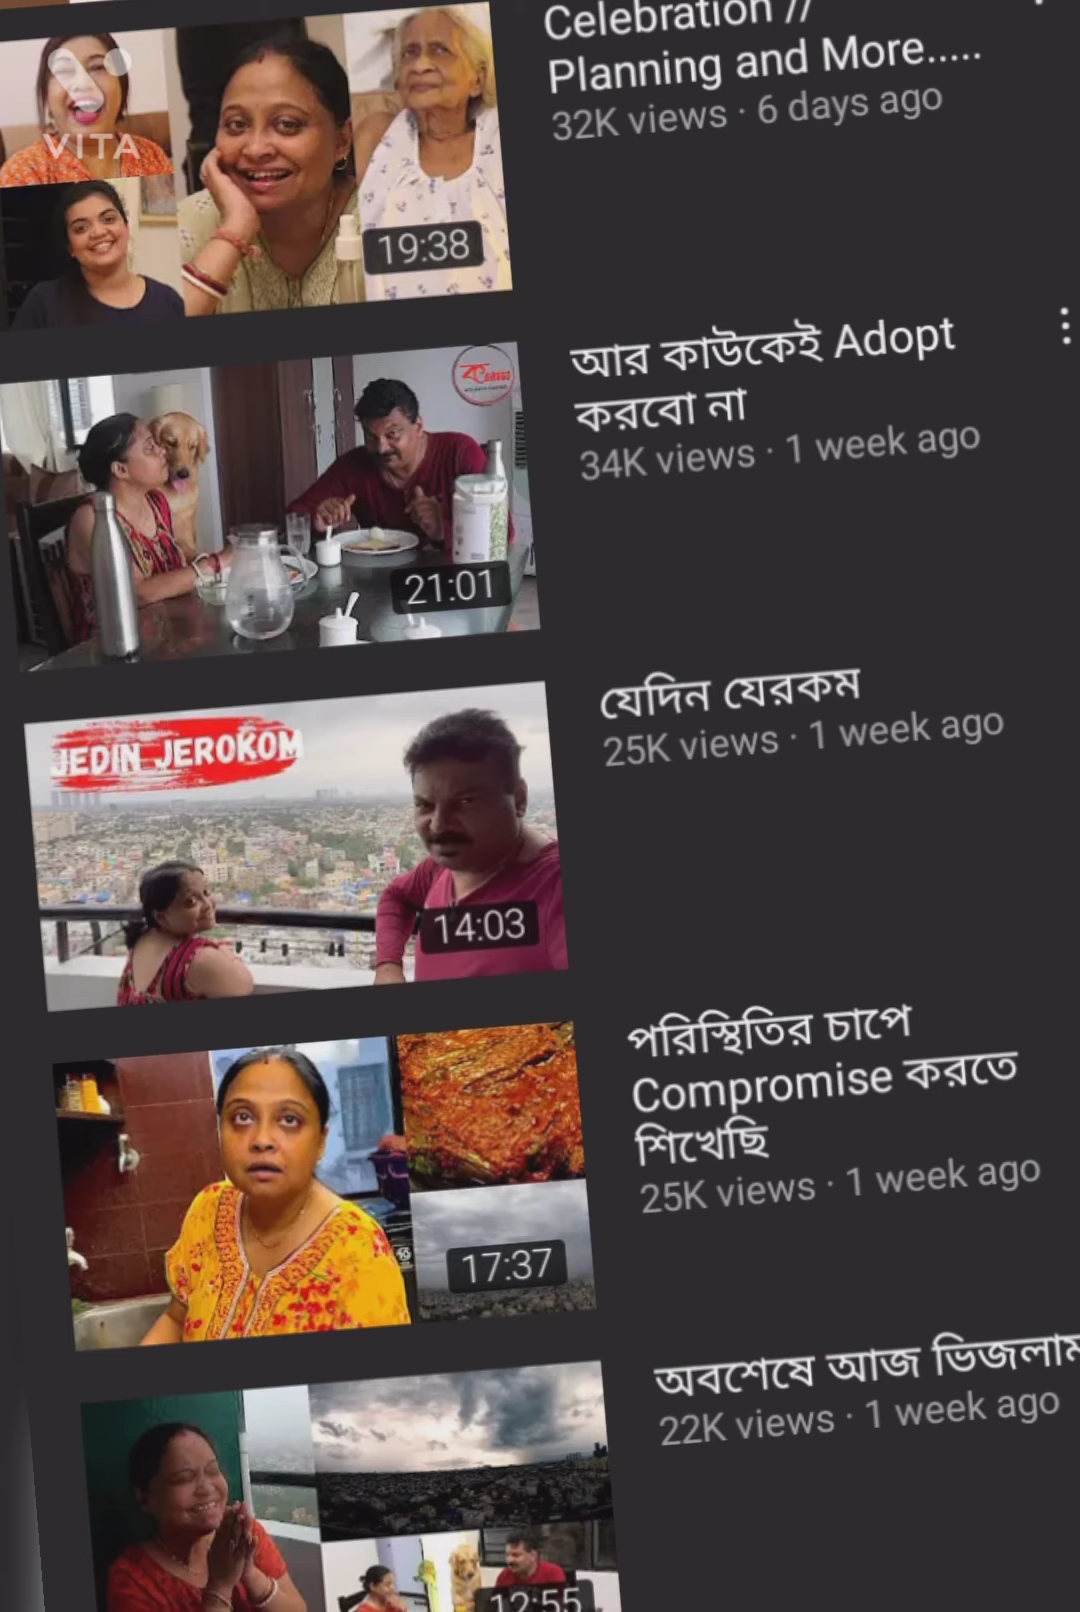 Celebration //
Planning and More.....
32K views · 6 days ago
VITA
19:38
আর কাউকেই Adopt
করবো না
34K views · 1 week ago
21:01
যেদিন যেরকম
25K views · 1 week ago
JEDIN JEROKOM
14:03
পরিস্থিতির চাপে
Compromise করতে
শিখেছি
25K views · 1 week ago
17:37
অবশেষে আজ ভিজলাম
22K views · 1 week ago
12:55